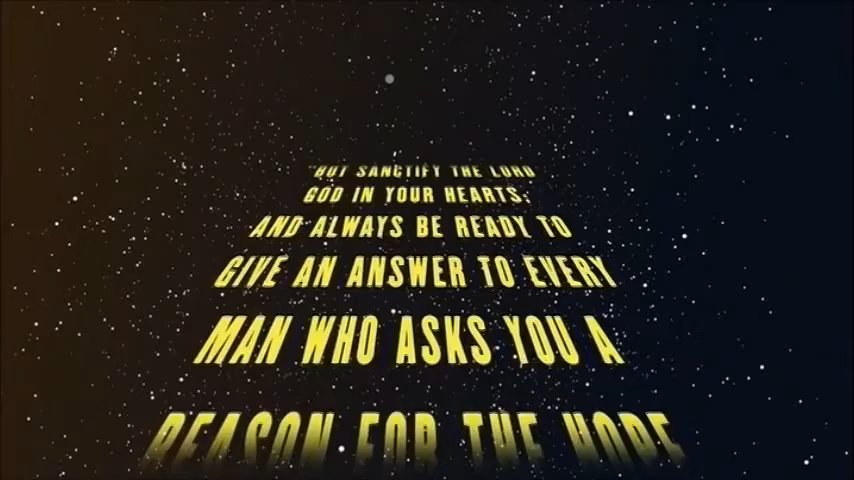 "BUT SANCTIFY THE LORD
GOD IN YOUR HEARTS:
AND ALWAYS BE READY TO
GIVE AN ANSWER TO EVERY
MAN WHO ASKS YOU A
REASON FOR THE HOPE